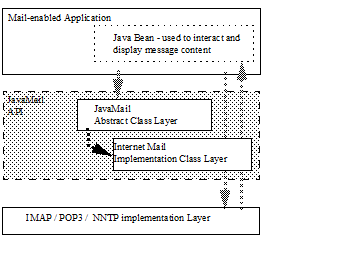 Mail-enabled Application
Java Bean - used to interact and
display message content
JavaMail
API
JavaMail
Abstract Class Layer
Internet Mail
Implementation Class Layer
IMAP / POP3 / NNTP implementation Layer